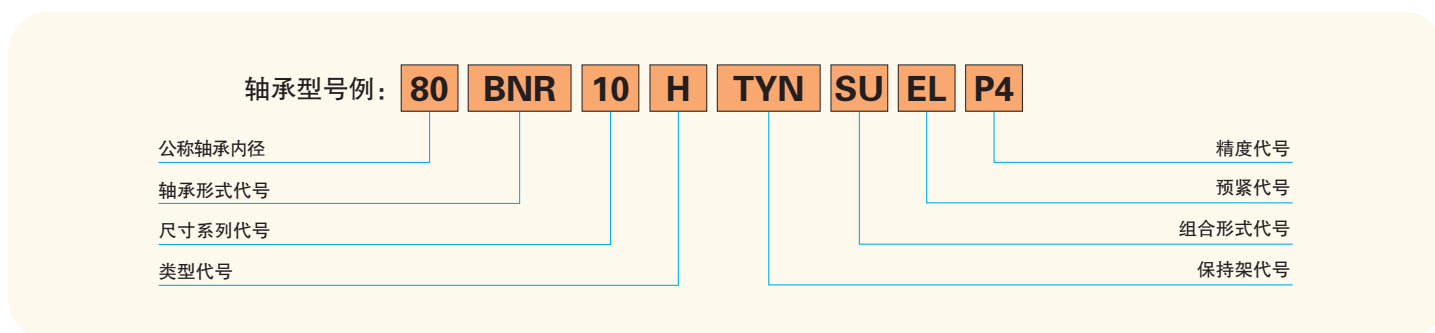 轴承型号例：80 BNR 10 H TYN SU EL P4
公称轴承内径
轴承形式代号
尺寸系列代号
类型代号
精度代号
预紧代号
组合形式代号
保持架代号